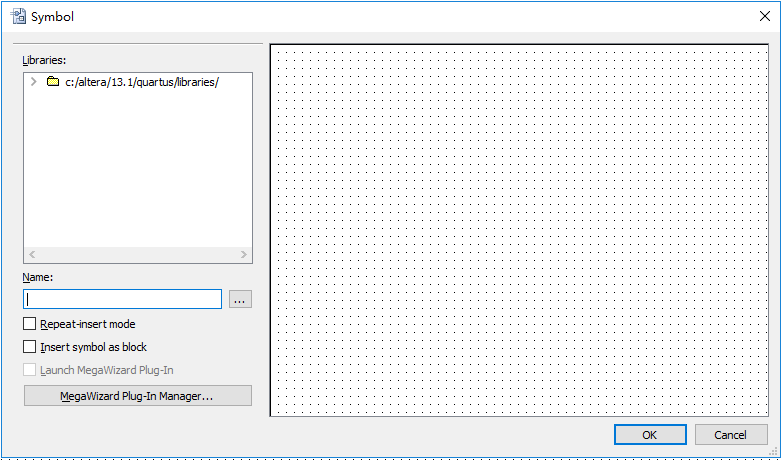 Symbol
Libraries:
c:/altera/13.1/quartus/libraries/
Name:
...
Repeat-insert mode
Insert symbol as block
Launch MegaWizard Plug-In
MegaWizard Plug-In Manager...
OK
Cancel